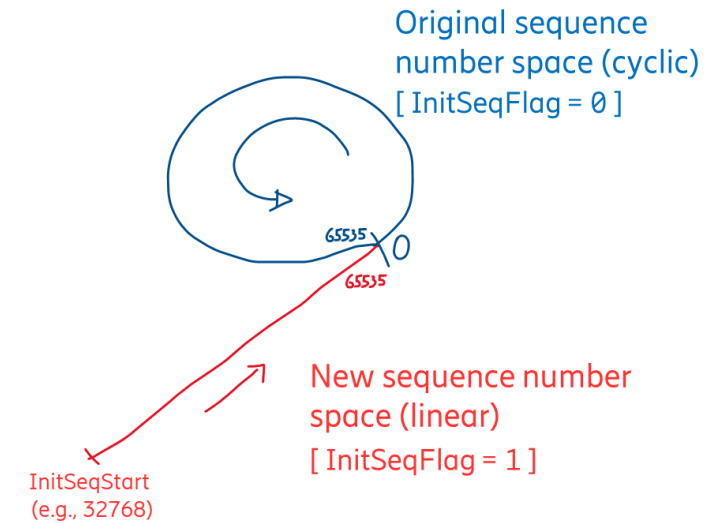 Original sequence
number space (cyclic)
[ InitSeqFlag = 0 ]
65535
0
65535
New sequence number
space (linear)
[ InitSeqFlag = 1 ]
InitSeqStart
(e.g., 32768)